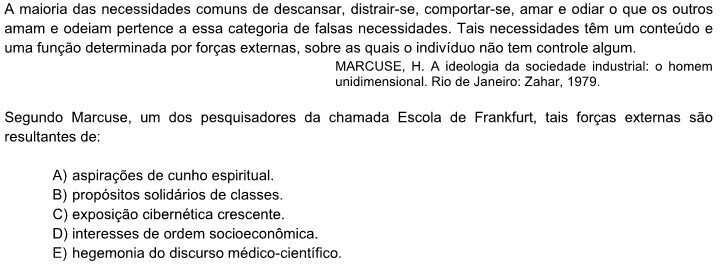 A maioria das necessidades comuns de descansar, distrair-se, comportar-se, amar e odiar o que os outros
amam e odeiam pertence a essa categoria de falsas necessidades. Tais necessidades têm um conteúdo e
uma função determinada por forças externas, sobre as quais o indivíduo não tem controle algum.
MARCUSE, H. A ideologia da sociedade industrial: o homem
unidimensional. Rio de Janeiro: Zahar, 1979.
Segundo Marcuse, um dos pesquisadores da chamada Escola de Frankfurt, tais forças externas são
resultantes de:
A) aspirações de cunho espiritual.
B) propósitos solidários de classes.
C) exposição cibernética crescente.
D) interesses de ordem socioeconômica.
E) hegemonia do discurso médico-científico.